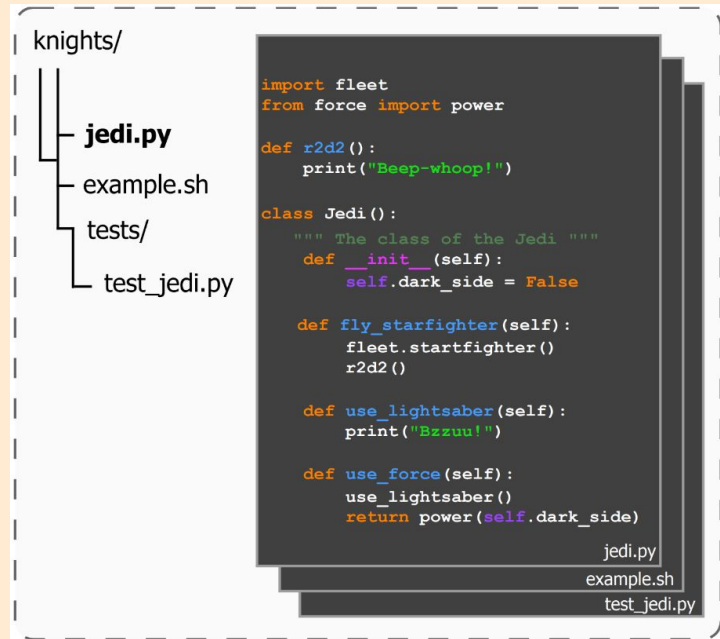 knights/
jedi.py
example.sh
tests/
test_jedi.py
import fleet
from force import power
def r2d2():
print("Beep-whoop!")
class Jedi():
""" The class of the Jedi """
def __init__(self):
self.dark_side = False
def fly_starfighter(self):
fleet.startfighter()
r2d2()
def use_lightsaber(self):
print("Bzzuu!")
def use_force(self):
use_lightsaber()
return power(self.dark_side)
jedi.py
example.sh
test_jedi.py